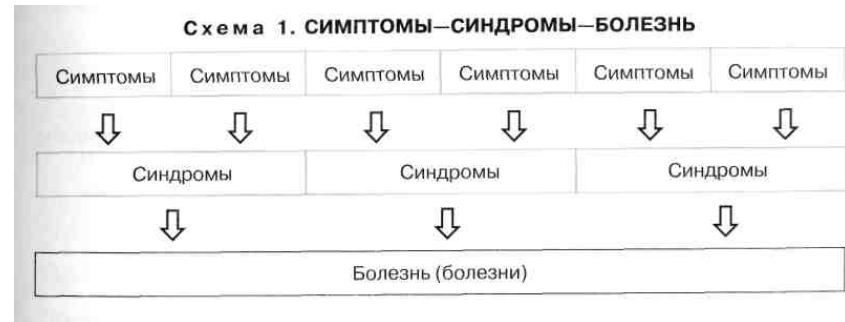 Схема 1. СИМПТОМЫ—СИНДРОМЫ—БОЛЕЗНЬ
Симптомы Симптомы Симптомы Симптомы Симптомы Симптомы
Синдромы Синдромы Синдромы
Болезнь (болезни)